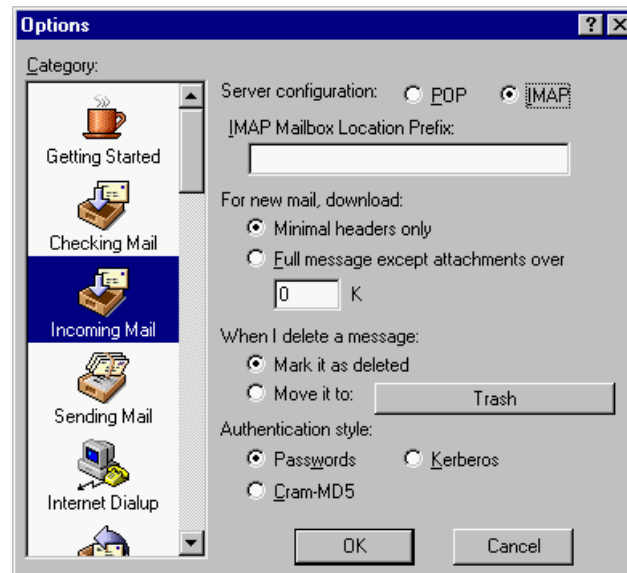 Options
Category:
Getting Started
Checking Mail
Incoming Mail
Sending Mail
Internet Dialup
Server configuration: POP IMAP
IMAP Mailbox Location Prefix:
For new mail, download:
Minimal headers only
Full message except attachments over
0 K
When I delete a message:
Mark it as deleted
Move it to: Trash
Authentication style:
Passwords Kerberos
Cram-MD5
OK Cancel